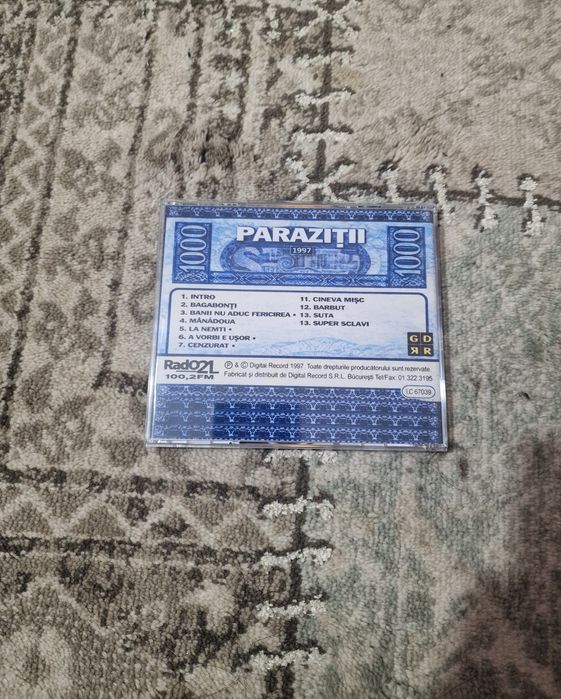 1000
PARAZIȚII
1997
1000
1. INTRO
2. BAGABONȚI
3. BANII NU ADUC FERICIREA •
4. MÂNĂDOUA
5. LA NEMTI •
6. A VORBI E UȘOR •
7. CENZURAT •
11. CINEVA MIȘC
12. BARBUT
13. SUTA
13. SUPER SCLAVI
G D
R R
Rad021
100,2FM
℗ & © Digital Record 1997 Toate drepturile producătorului sunt rezervate.
Fabricat și distribuit de Digital Record S.R.L. București Tel/Fax: 01.322.3195
LC 67039